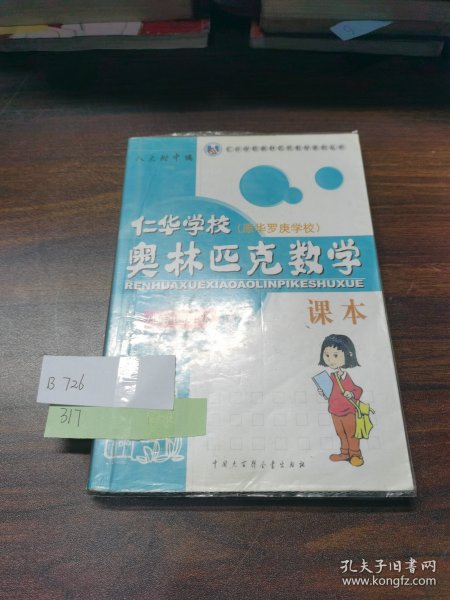 人大附中编
仁华学校（原华罗庚学校）
奥林匹克数学
RENHUAXUEXIAOAOLINPIKESHUXUE
课本
B 726
317
中国大百科全书出版社
孔夫子旧书网
www.kongfz.com